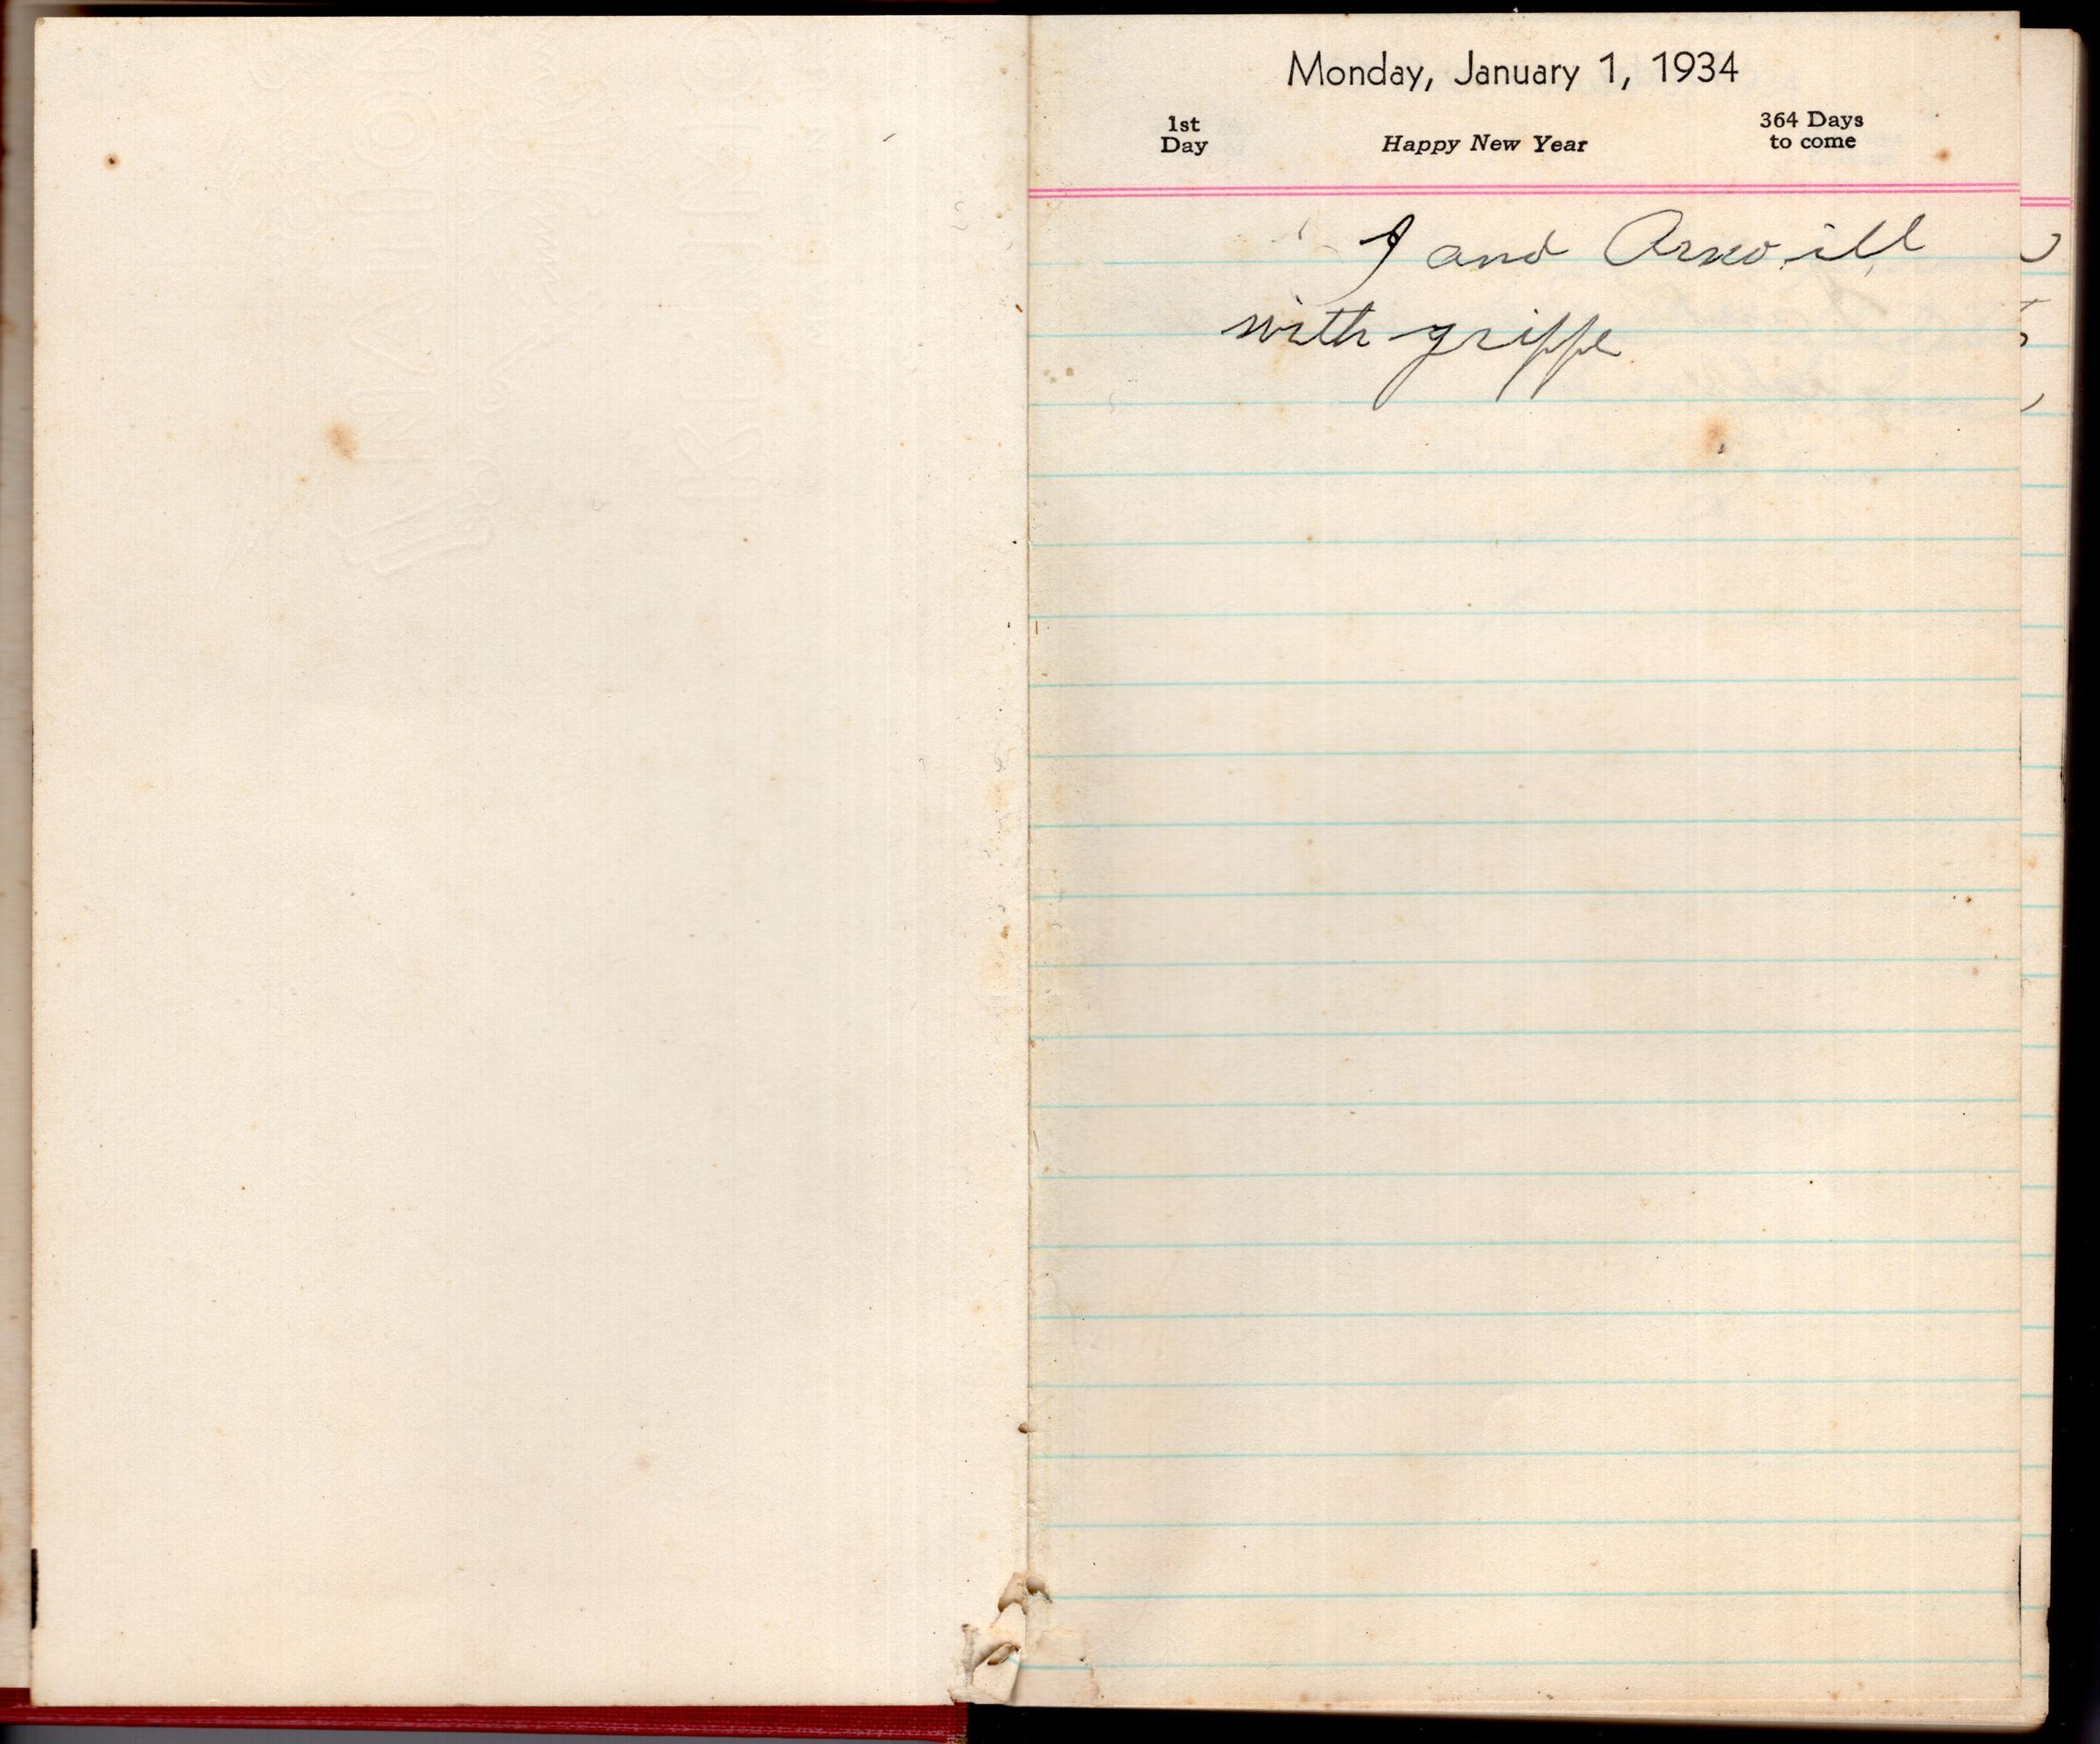 Monday, January 1, 1934
1st
Day
Happy New Year
364 Days
to come
I and Arno ill
with grippe